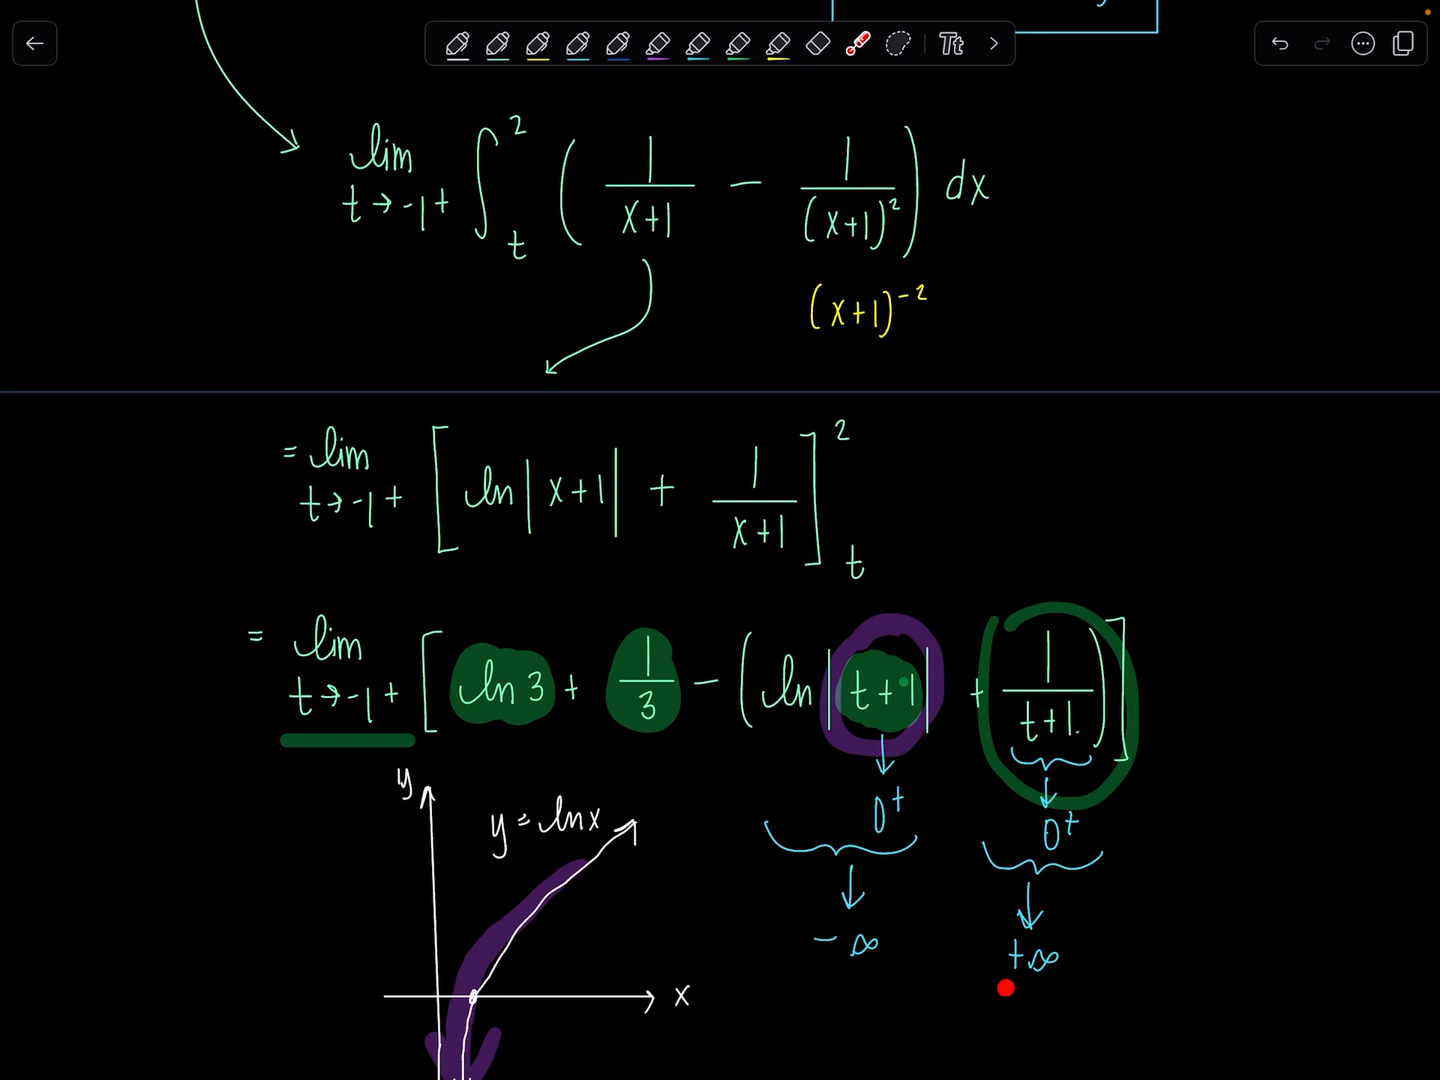 Tt
lim t → -1+ ∫_t^2 ( 1/(x+1) - 1/(x+1)² ) dx
(x+1)⁻²
= lim t → -1+ [ ln|x+1| + 1/(x+1) ]_t^2
= lim t → -1+ [ ln 3 + 1/3 - ( ln|t+1| + 1/(t+1) ) ]
y
y = ln x
0⁺
0⁺
-∞
+∞
x